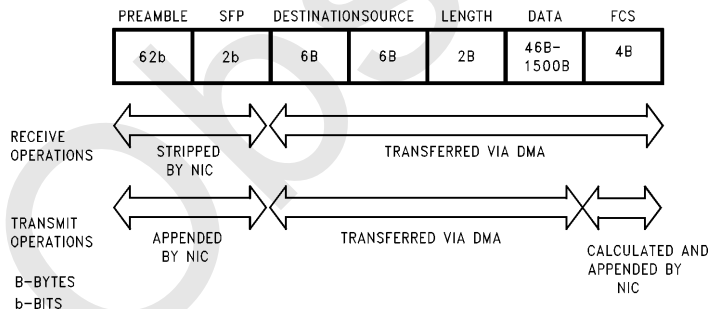 PREAMBLE SFP DESTINATIONSOURCE LENGTH DATA FCS
62b 2b 6B 6B 2B 46B-1500B 4B
RECEIVE OPERATIONS
STRIPPED BY NIC
TRANSFERRED VIA DMA
TRANSMIT OPERATIONS
APPENDED BY NIC
TRANSFERRED VIA DMA
CALCULATED AND APPENDED BY NIC
B-BYTES
b-BITS
Obs